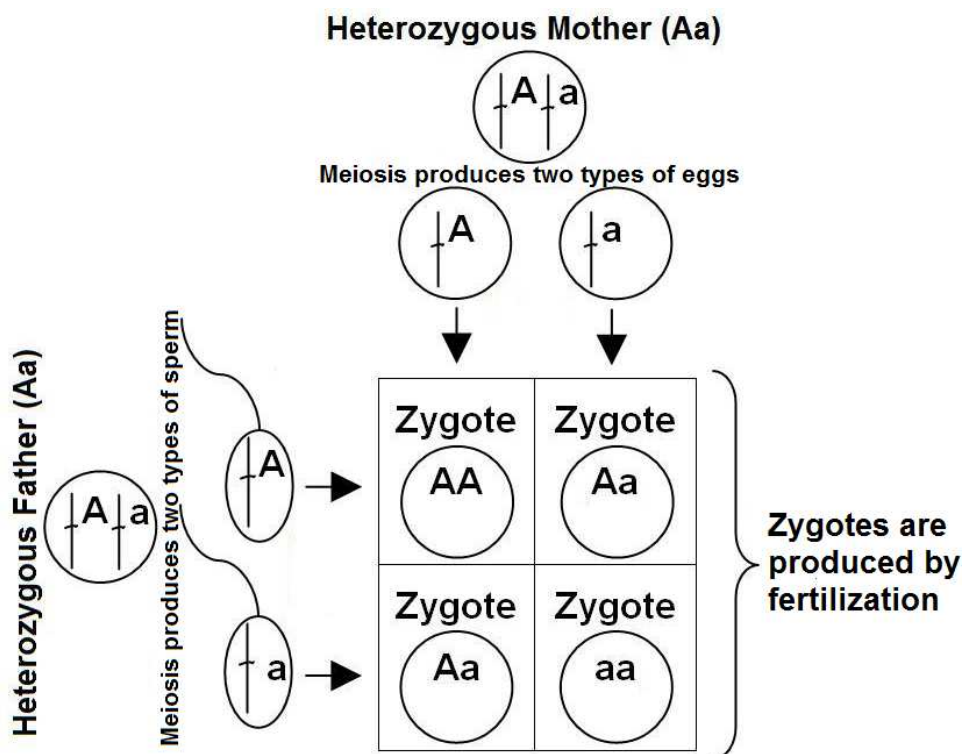 Heterozygous Mother (Aa)
A a
Meiosis produces two types of eggs
A
a
Heterozygous Father (Aa)
A a
Meiosis produces two types of sperm
A
a
Zygote
AA
Zygote
Aa
Zygote
Aa
Zygote
aa
Zygotes are
produced by
fertilization